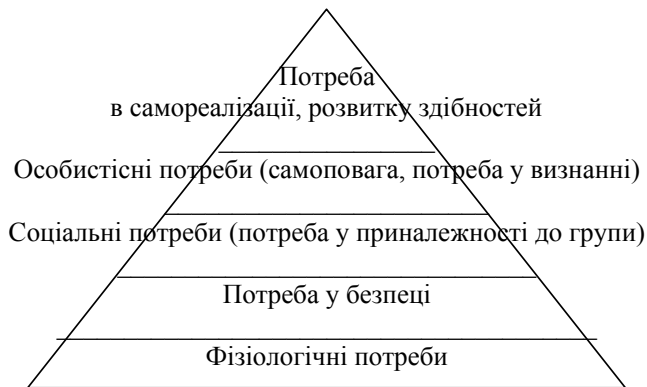 Потреба
в самореалізації, розвитку здібностей
Особистісні потреби (самоповага, потреба у визнанні)
Соціальні потреби (потреба у приналежності до групи)
Потреба у безпеці
Фізіологічні потреби